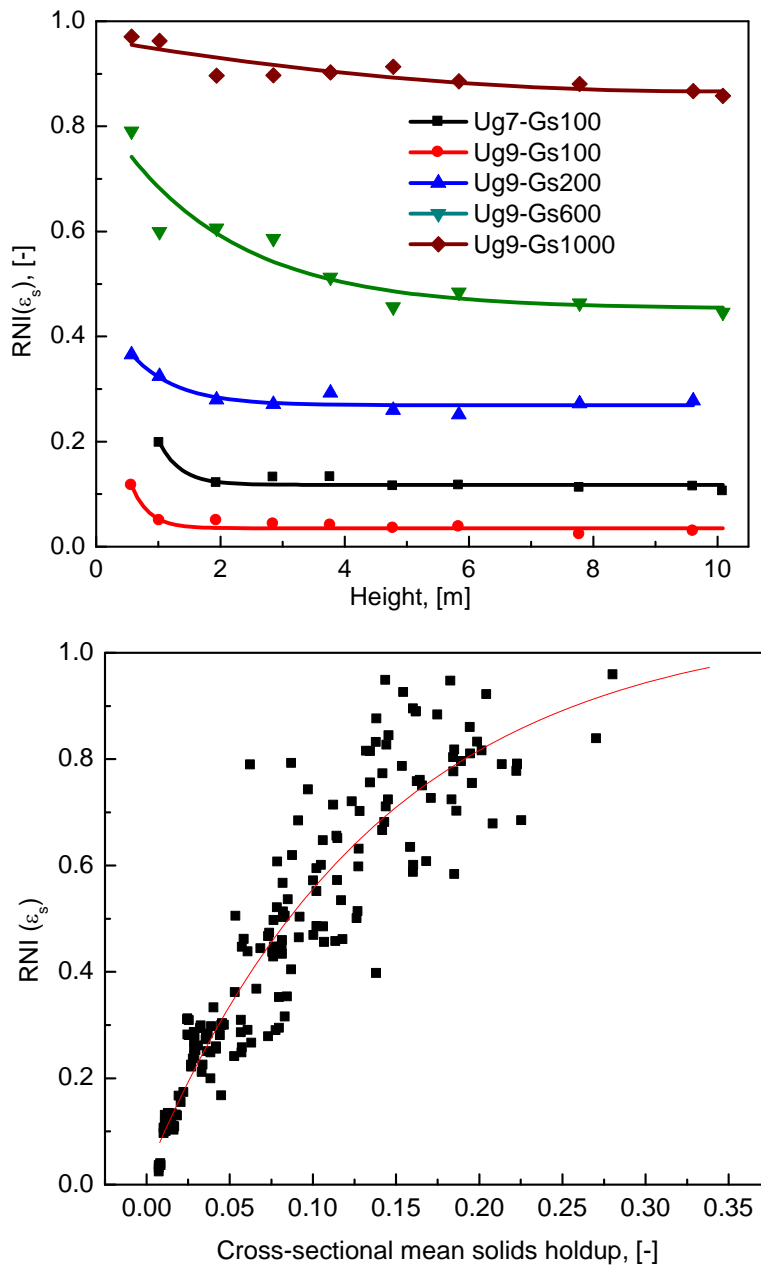 1.0
0.8
0.6
0.4
0.2
0.0
RNI(εs), [-]
Ug7-Gs100
Ug9-Gs100
Ug9-Gs200
Ug9-Gs600
Ug9-Gs1000
0 2 4 6 8 10
Height, [m]
1.0
0.8
0.6
0.4
0.2
0.0
RNI (εs)
0.00 0.05 0.10 0.15 0.20 0.25 0.30 0.35
Cross-sectional mean solids holdup, [-]